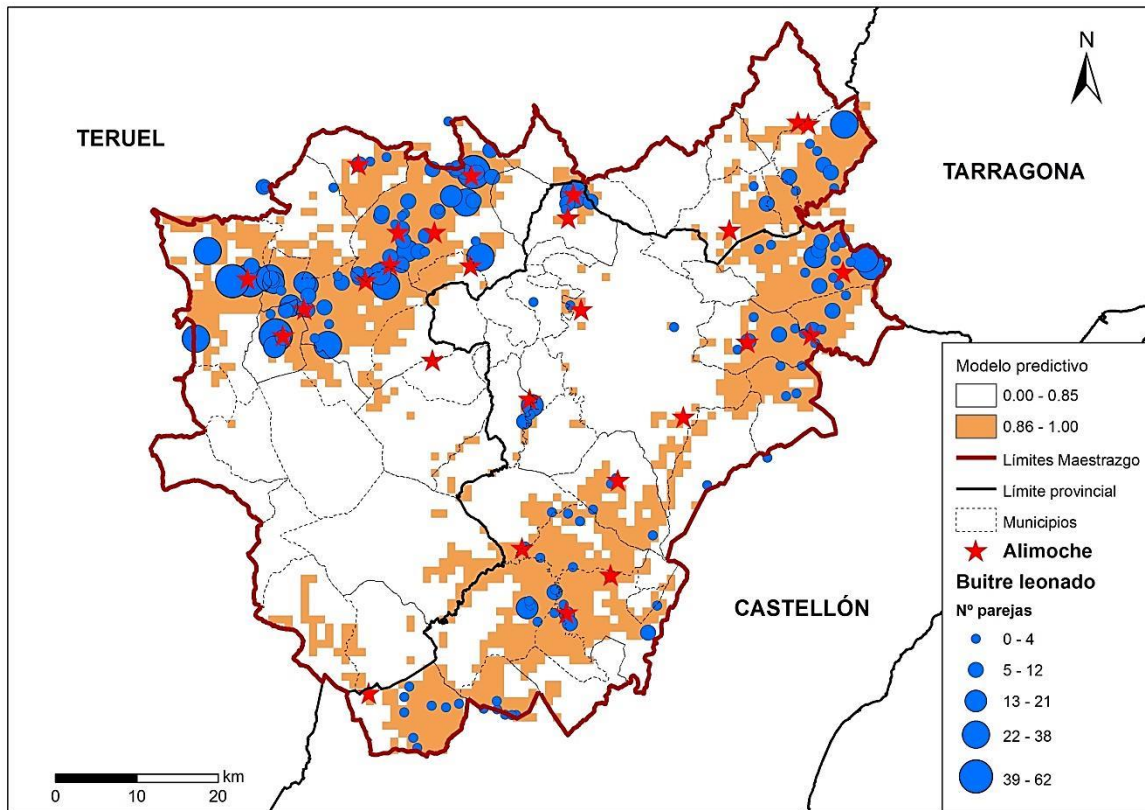 N
TERUEL
TARRAGONA
CASTELLÓN
Modelo predictivo
0.00 - 0.85
0.86 - 1.00
Límites Maestrazgo
Límite provincial
Municipios
Alimoche
Buitre leonado
Nº parejas
0 - 4
5 - 12
13 - 21
22 - 38
39 - 62
km
0 10 20